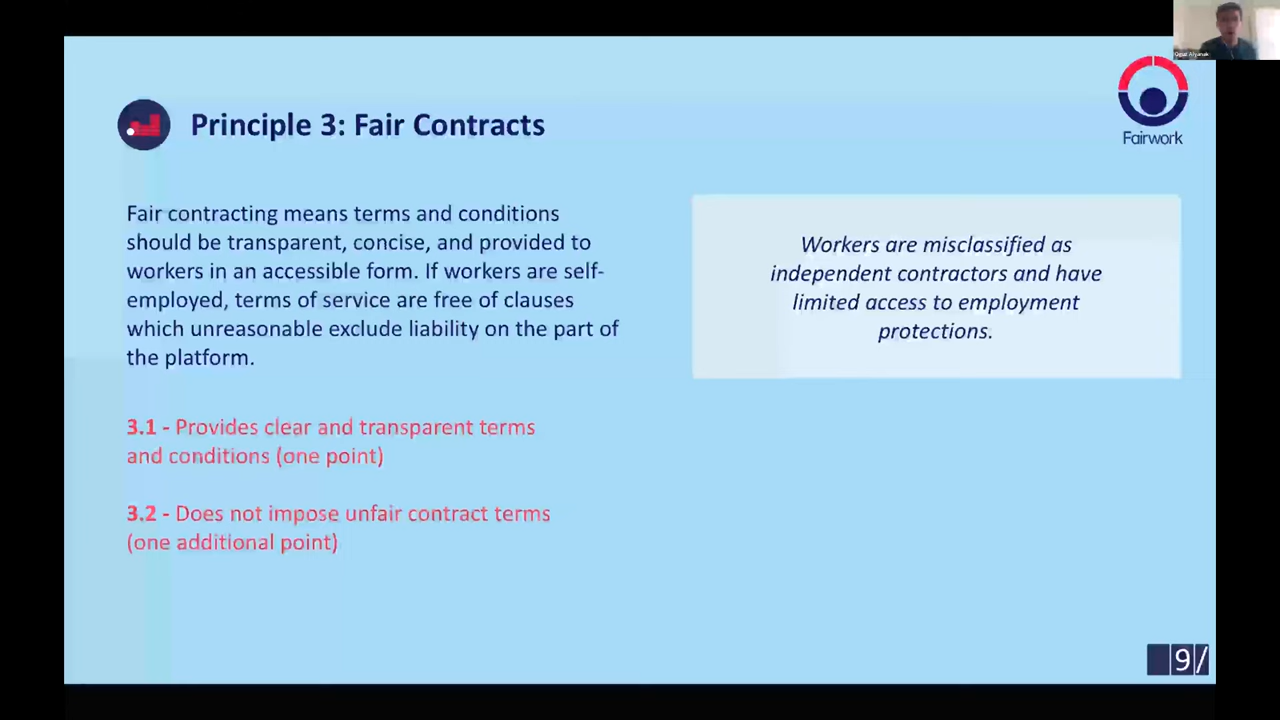 Principle 3: Fair Contracts
Fairwork
Fair contracting means terms and conditions
should be transparent, concise, and provided to
workers in an accessible form. If workers are self-
employed, terms of service are free of clauses
which unreasonable exclude liability on the part of
the platform.
Workers are misclassified as
independent contractors and have
limited access to employment
protections.
3.1 - Provides clear and transparent terms
and conditions (one point)
3.2 - Does not impose unfair contract terms
(one additional point)
9/